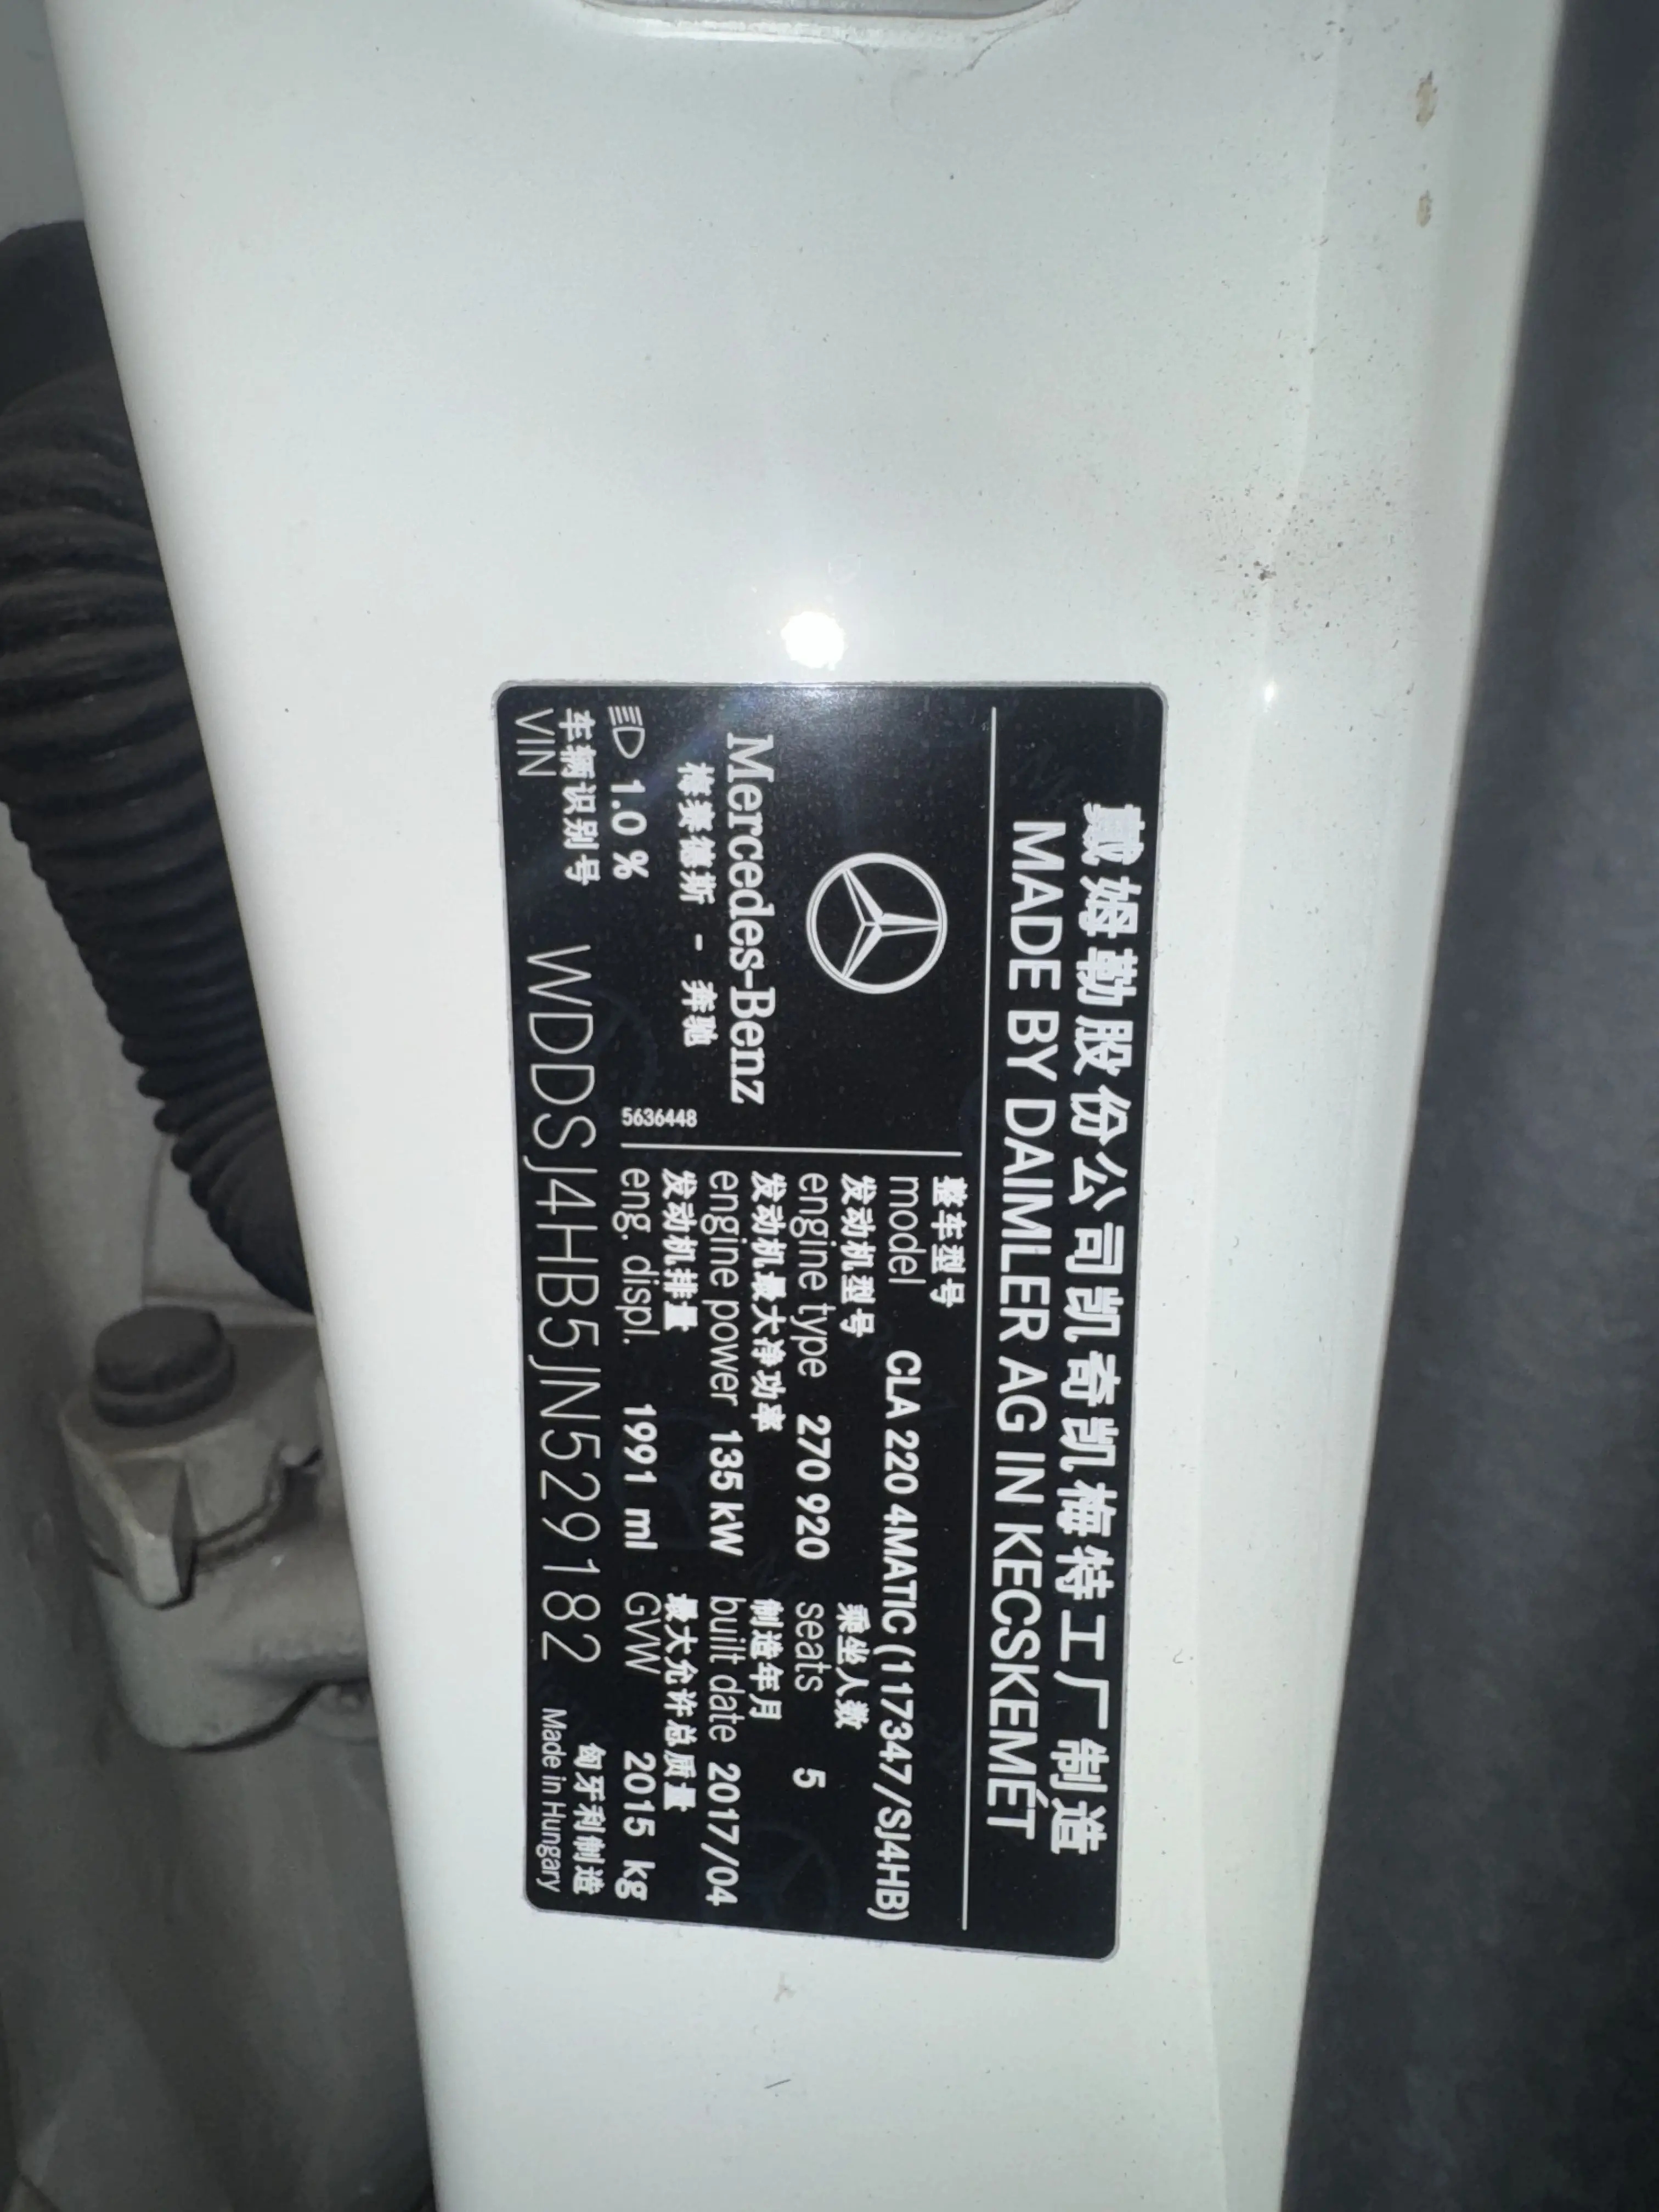 戴姆勒股份公司凯奇凯梅特工厂制造
MADE BY DAIMLER AG IN KECSKEMÉT
Mercedes-Benz
梅赛德斯 - 奔驰
5636448
整车型号
model CLA 220 4MATIC (117347/SJ4HB)
发动机型号 乘坐人数
engine type 270 920 seats 5
发动机最大净功率 制造年月
engine power 135 kW built date 2017/04
发动机排量 最大允许总质量
eng. displ. 1991 ml GVW 2015 kg
1.0 %
车辆识别号 匈牙利制造
VIN WDDSJ4HB5JN529182 Made in Hungary